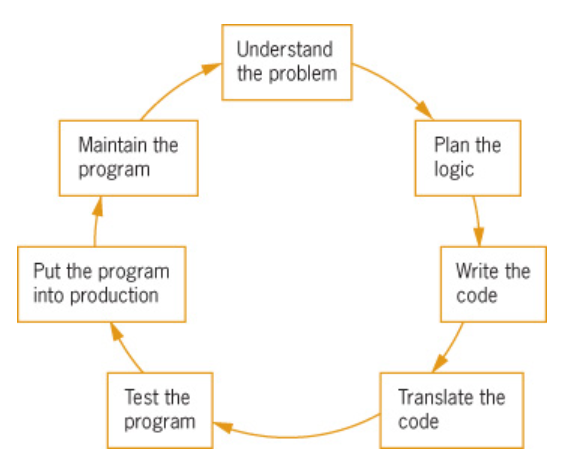 Understand
the problem
Plan the
logic
Write the
code
Translate the
code
Test the
program
Put the program
into production
Maintain the
program